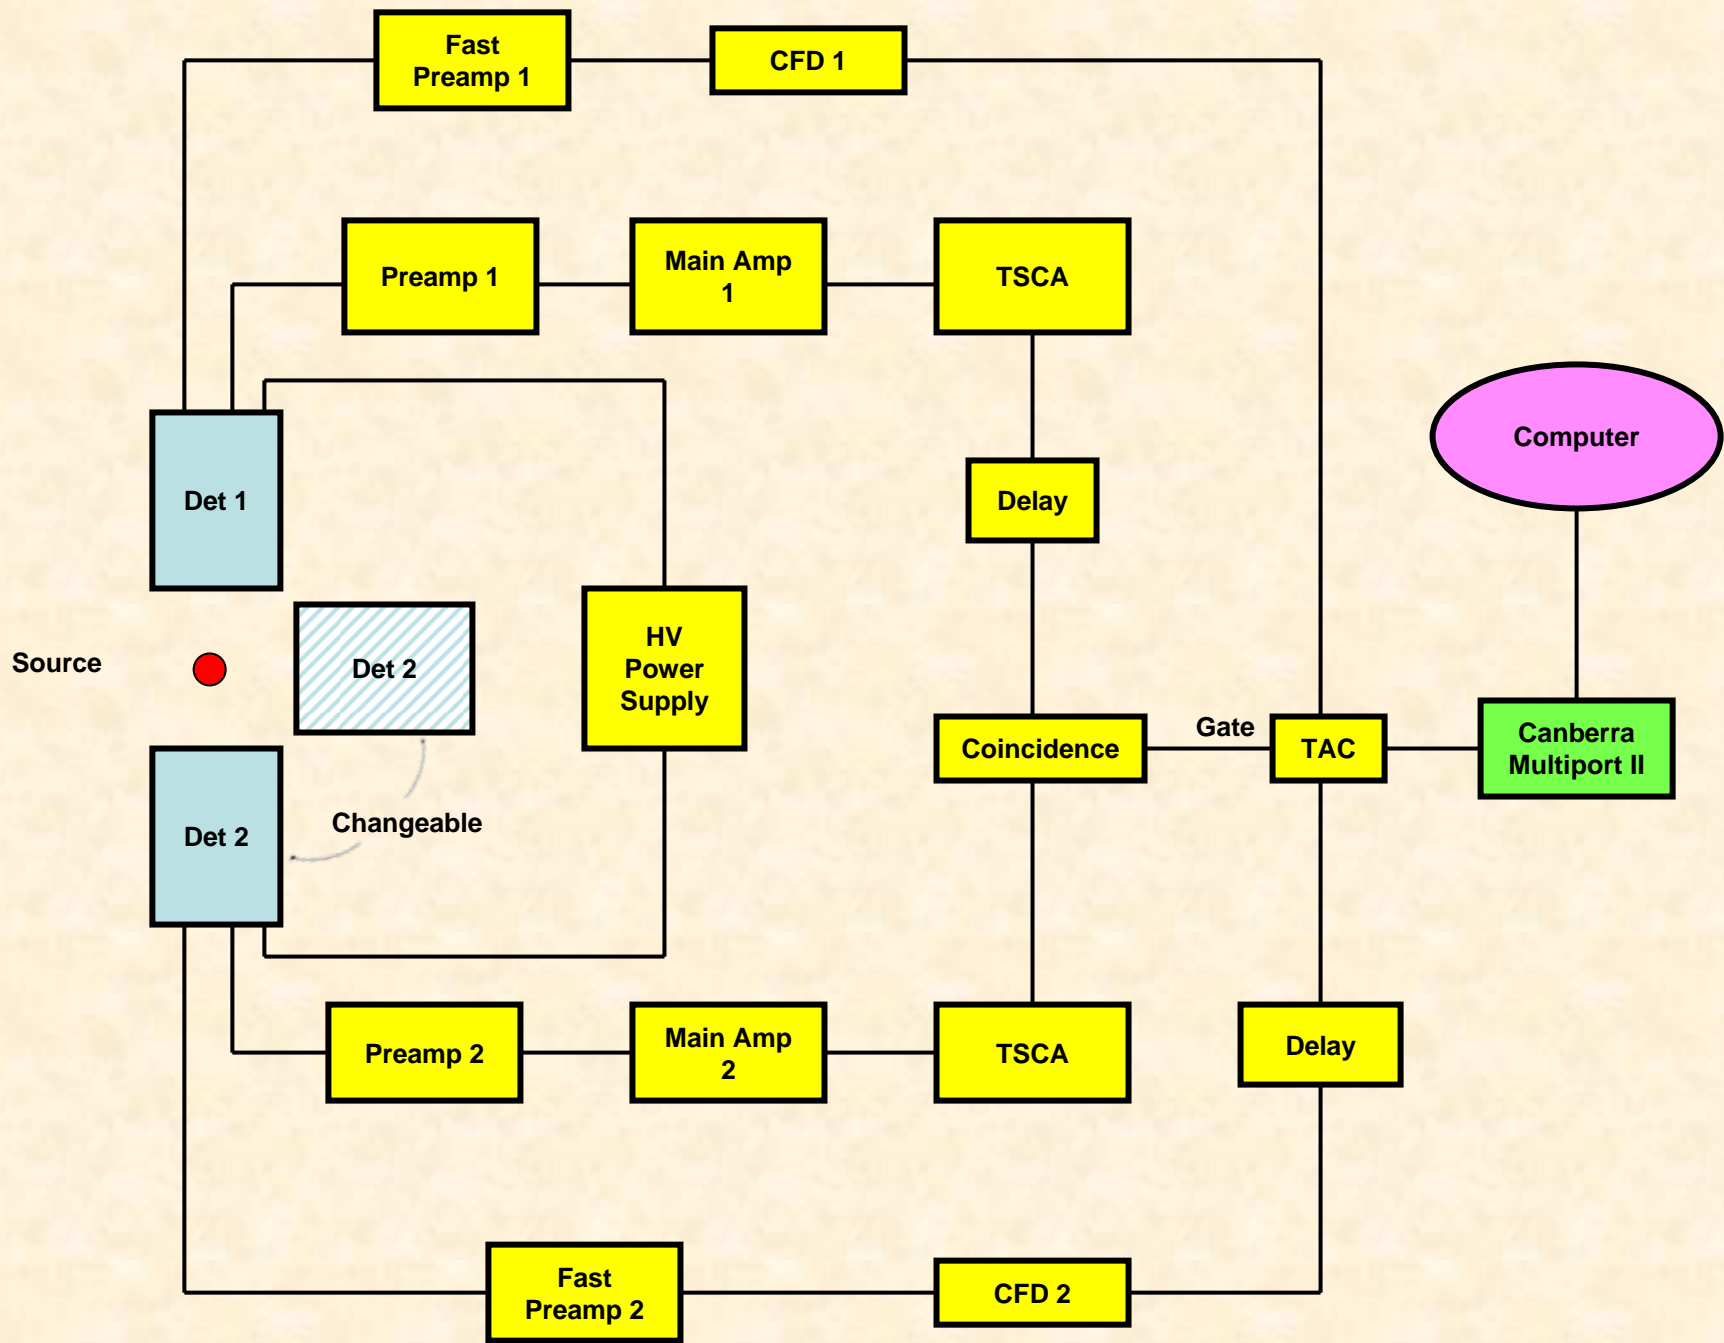 Fast
Preamp 1
CFD 1
Preamp 1
Main Amp
1
TSCA
Computer
Det 1
Delay
Source
Det 2
HV
Power
Supply
Coincidence
Gate
TAC
Canberra
Multiport II
Det 2
Changeable
Preamp 2
Main Amp
2
TSCA
Delay
Fast
Preamp 2
CFD 2